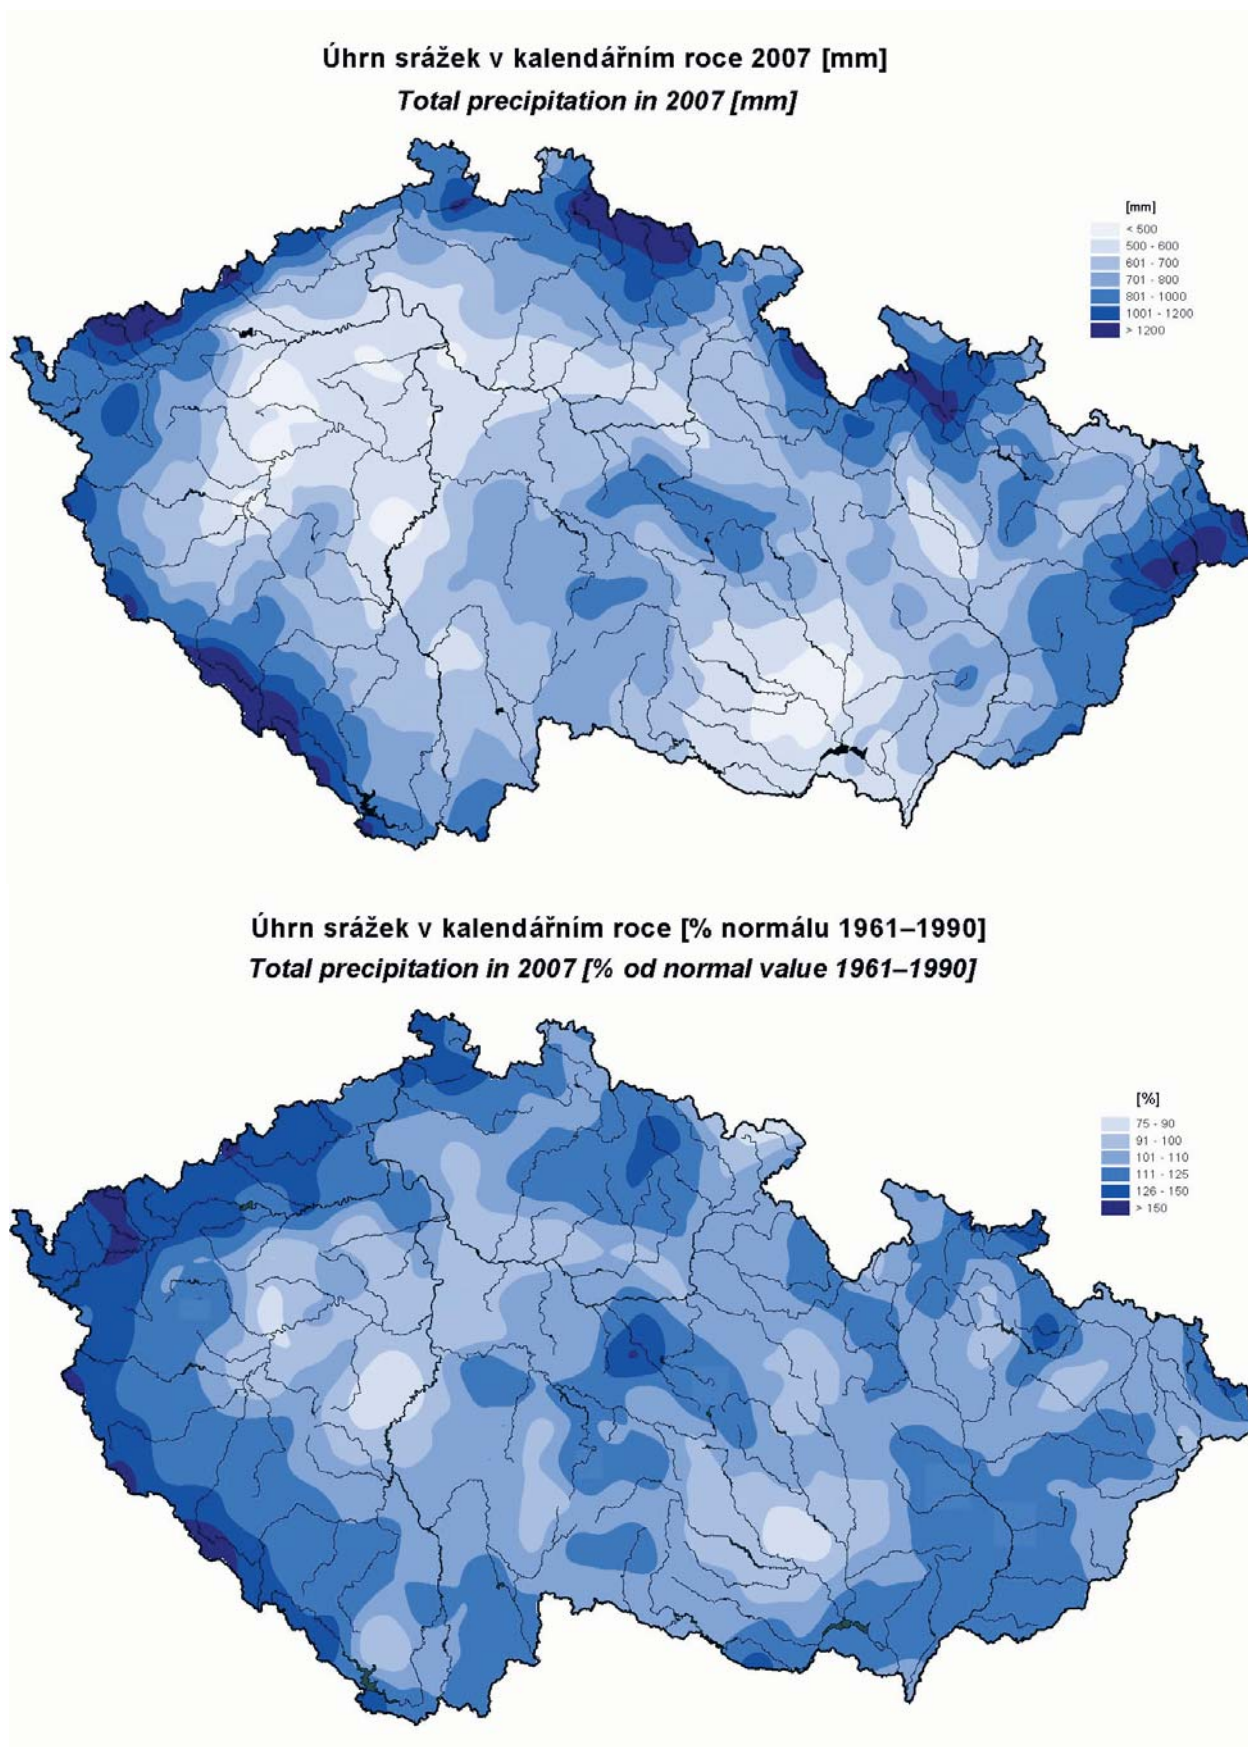 Úhrn srážek v kalendářním roce 2007 [mm]
Total precipitation in 2007 [mm]
[mm]
< 500
500 - 600
601 - 700
701 - 800
801 - 1000
1001 - 1200
> 1200
Úhrn srážek v kalendářním roce [% normálu 1961–1990]
Total precipitation in 2007 [% od normal value 1961–1990]
[%]
75 - 90
91 - 100
101 - 110
111 - 125
126 - 150
> 150